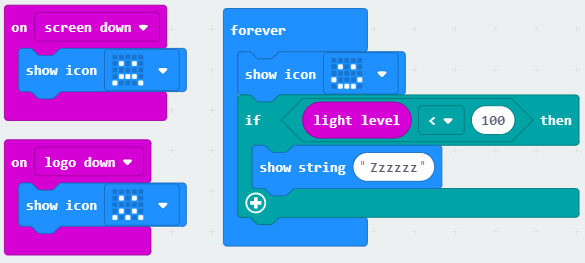 on screen down
show icon
on logo down
show icon
forever
show icon
if light level < 100 then
show string "Zzzzzz"